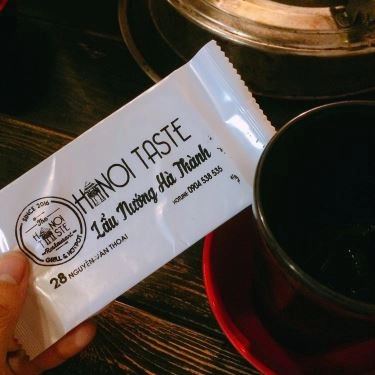 HANOI TASTE
Lẩu Nướng Hà Thành
HOTLINE: 0904 538 535
SINCE 2016
The
HANOI
TASTE
Restaurant
GRILL & HOTPOT
28 NGUYỄN VĂN THOẠI